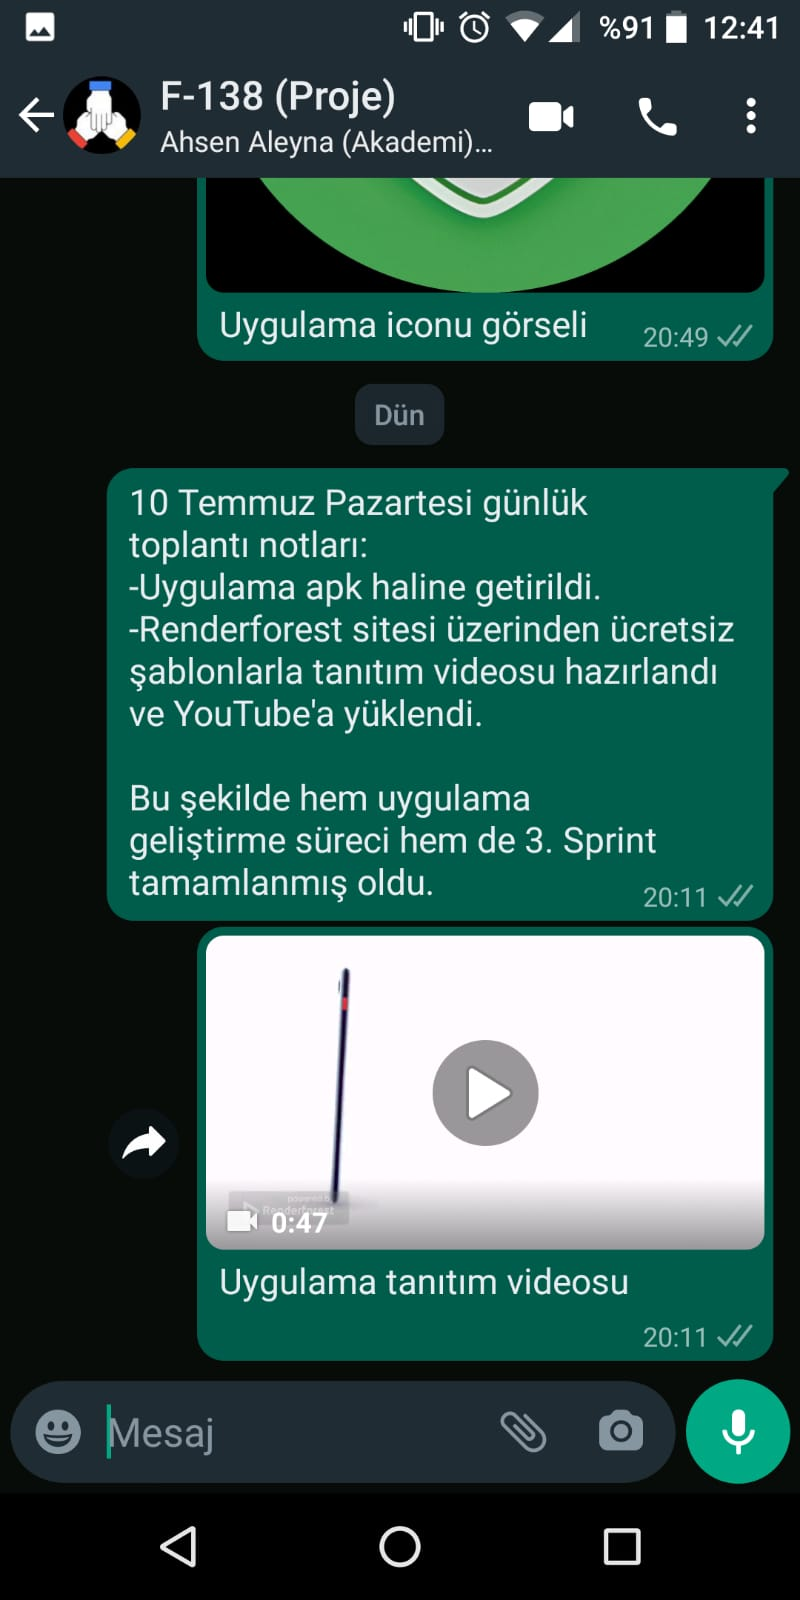 %91 12:41
F-138 (Proje)
Ahsen Aleyna (Akademi)...
Uygulama iconu görseli
20:49
Dün
10 Temmuz Pazartesi günlük
toplantı notları:
-Uygulama apk haline getirildi.
-Renderforest sitesi üzerinden ücretsiz
şablonlarla tanıtım videosu hazırlandı
ve YouTube'a yüklendi.
Bu şekilde hem uygulama
geliştirme süreci hem de 3. Sprint
tamamlanmış oldu.
20:11
powered by
Renderforest
0:47
Uygulama tanıtım videosu
20:11
Mesaj